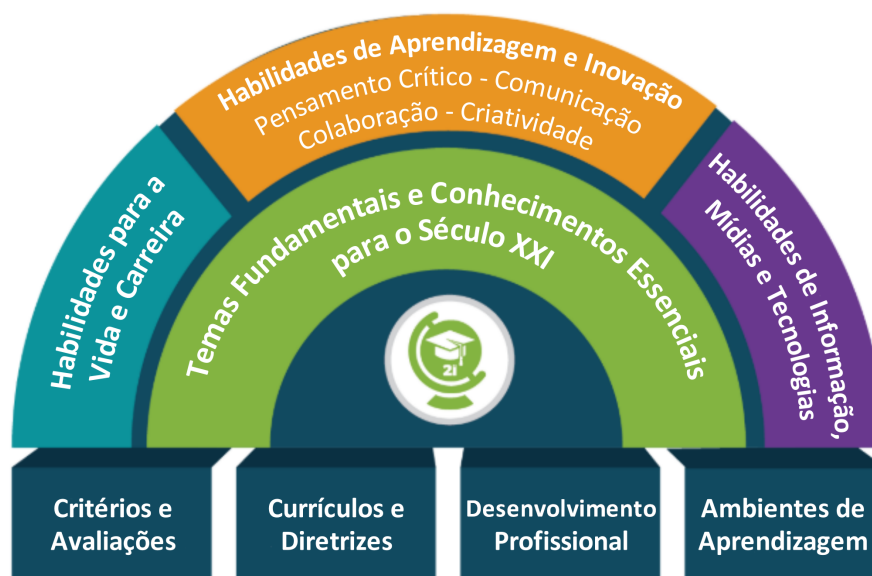 Habilidades de Aprendizagem e Inovação
Pensamento Crítico - Comunicação
Colaboração - Criatividade
Habilidades para a
Vida e Carreira
Temas Fundamentais e Conhecimentos Essenciais
para o Século XXI
Habilidades de Informação,
Mídias e Tecnologias
2i
Critérios e
Avaliações
Currículos e
Diretrizes
Desenvolvimento
Profissional
Ambientes de
Aprendizagem